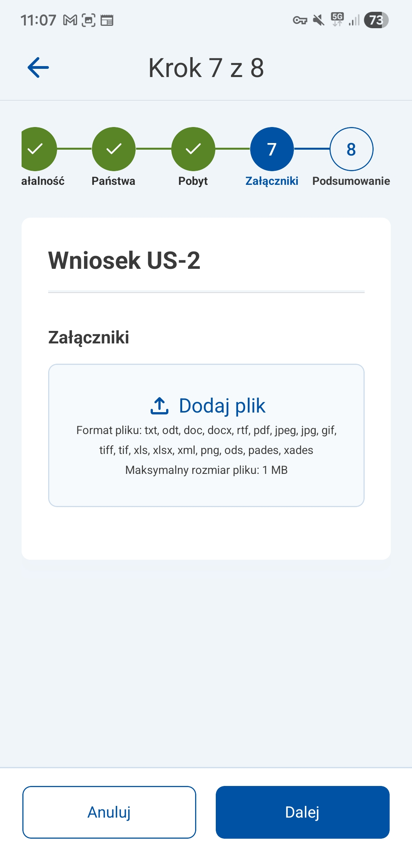 11:07
5G
73
Krok 7 z 8
7
8
ałalność
Państwa
Pobyt
Załączniki
Podsumowanie
Wniosek US-2
Załączniki
Dodaj plik
Format pliku: txt, odt, doc, docx, rtf, pdf, jpeg, jpg, gif,
tiff, tif, xls, xlsx, xml, png, ods, pades, xades
Maksymalny rozmiar pliku: 1 MB
Anuluj
Dalej